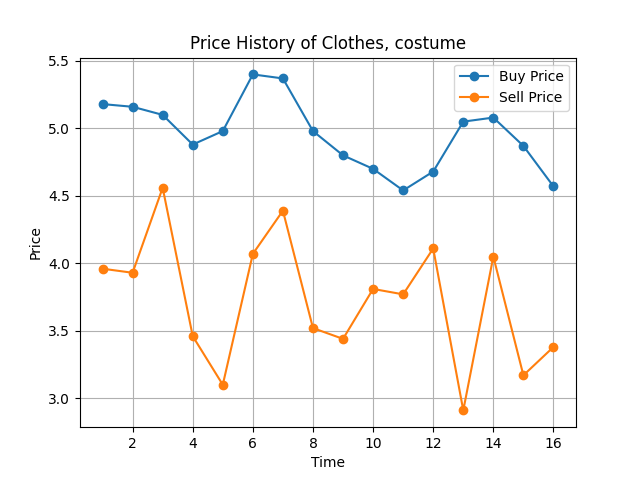 Price History of Clothes, costume
Buy Price
Sell Price
Price
5.5
5.0
4.5
4.0
3.5
3.0
2 4 6 8 10 12 14 16
Time